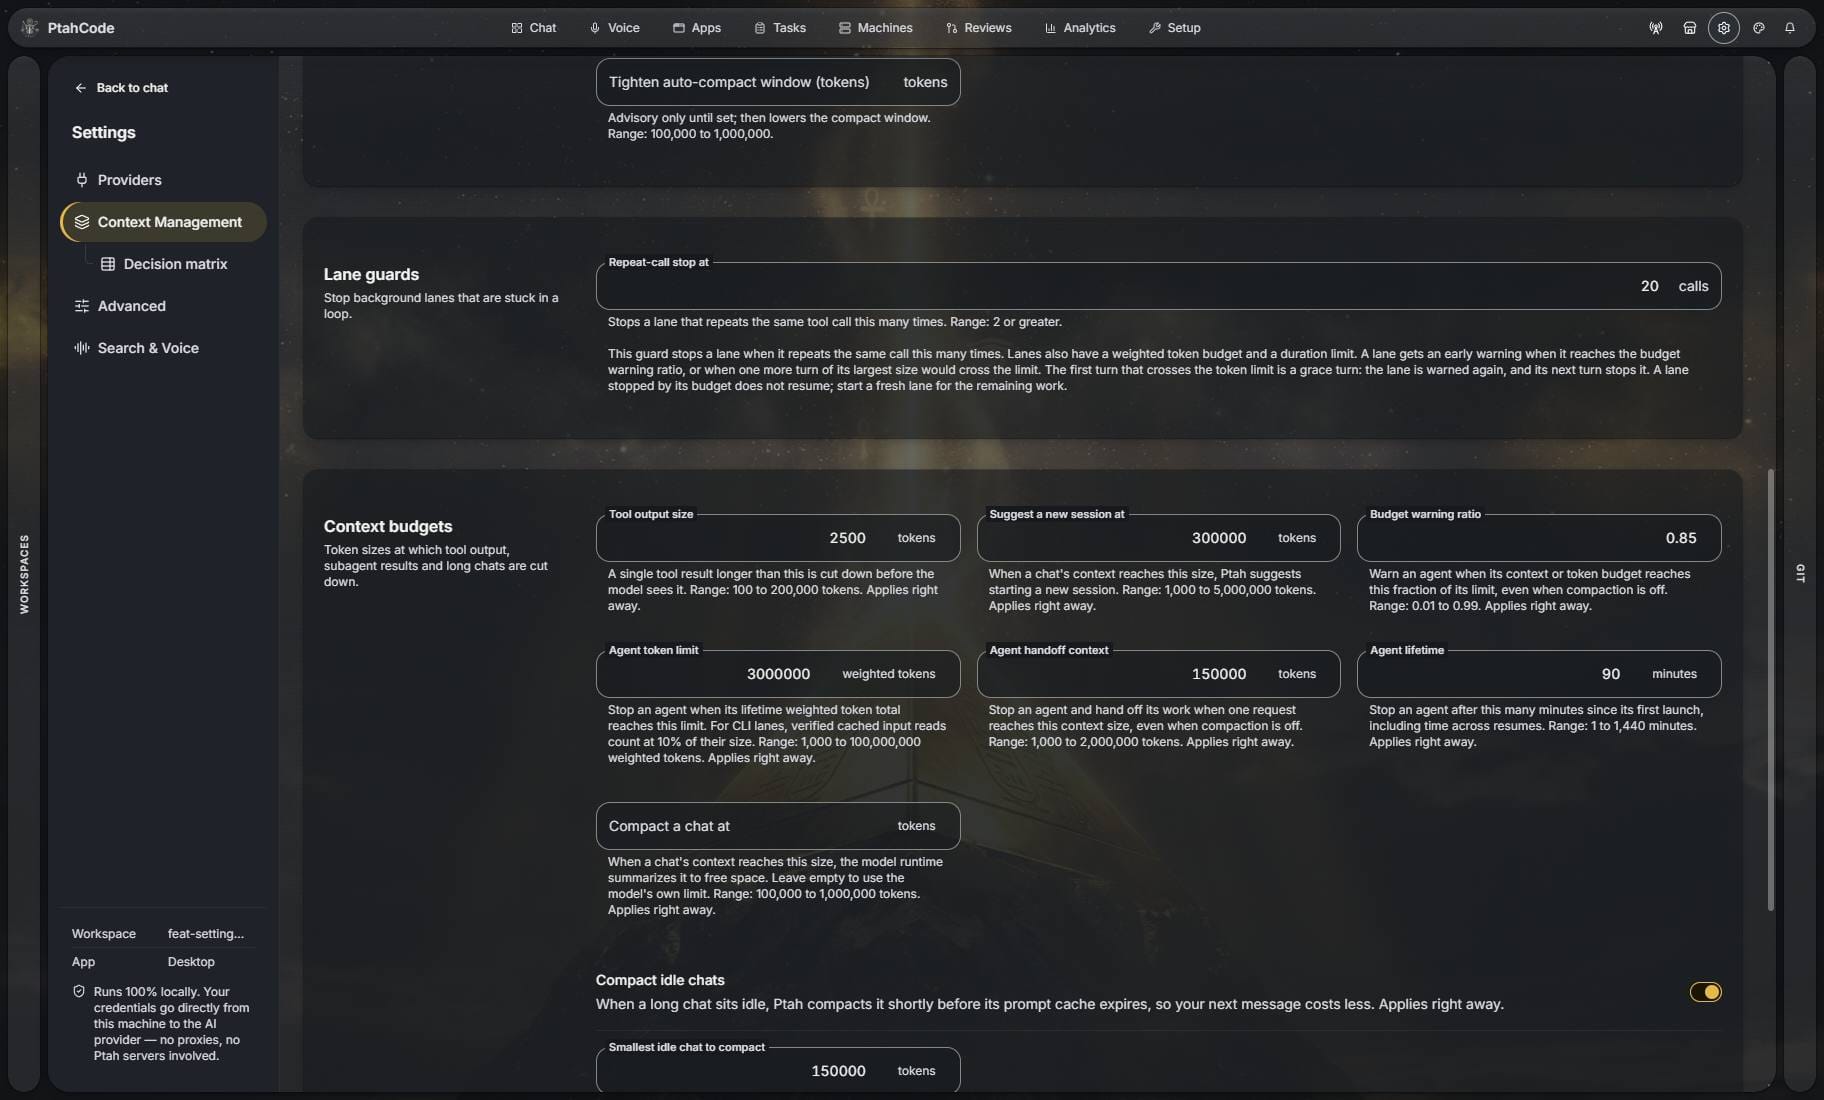 PtahCode
Chat
Voice
Apps
Tasks
Machines
Reviews
Analytics
Setup
WORKSPACES
Back to chat
Settings
Providers
Context Management
Decision matrix
Advanced
Search & Voice
Workspace feat-setting...
App Desktop
Runs 100% locally. Your
credentials go directly from
this machine to the AI
provider — no proxies, no
Ptah servers involved.
Tighten auto-compact window (tokens) tokens
Advisory only until set; then lowers the compact window.
Range: 100,000 to 1,000,000.
Lane guards
Stop background lanes that are stuck in a
loop.
Repeat-call stop at
20 calls
Stops a lane that repeats the same tool call this many times. Range: 2 or greater.
This guard stops a lane when it repeats the same call this many times. Lanes also have a weighted token budget and a duration limit. A lane gets an early warning when it reaches the budget
warning ratio, or when one more turn of its largest size would cross the limit. The first turn that crosses the token limit is a grace turn: the lane is warned again, and its next turn stops it. A lane
stopped by its budget does not resume; start a fresh lane for the remaining work.
Context budgets
Token sizes at which tool output,
subagent results and long chats are cut
down.
Tool output size
2500 tokens
A single tool result longer than this is cut down before the
model sees it. Range: 100 to 200,000 tokens. Applies right
away.
Suggest a new session at
300000 tokens
When a chat's context reaches this size, Ptah suggests
starting a new session. Range: 1,000 to 5,000,000 tokens.
Applies right away.
Budget warning ratio
0.85
Warn an agent when its context or token budget reaches
this fraction of its limit, even when compaction is off.
Range: 0.01 to 0.99. Applies right away.
Agent token limit
3000000 weighted tokens
Stop an agent when its lifetime weighted token total
reaches this limit. For CLI lanes, verified cached input reads
count at 10% of their size. Range: 1,000 to 100,000,000
weighted tokens. Applies right away.
Agent handoff context
150000 tokens
Stop an agent and hand off its work when one request
reaches this context size, even when compaction is off.
Range: 1,000 to 2,000,000 tokens. Applies right away.
Agent lifetime
90 minutes
Stop an agent after this many minutes since its first launch,
including time across resumes. Range: 1 to 1,440 minutes.
Applies right away.
Compact a chat at tokens
When a chat's context reaches this size, the model runtime
summarizes it to free space. Leave empty to use the
model's own limit. Range: 100,000 to 1,000,000 tokens.
Applies right away.
Compact idle chats
When a long chat sits idle, Ptah compacts it shortly before its prompt cache expires, so your next message costs less. Applies right away.
Smallest idle chat to compact
150000 tokens
GIT